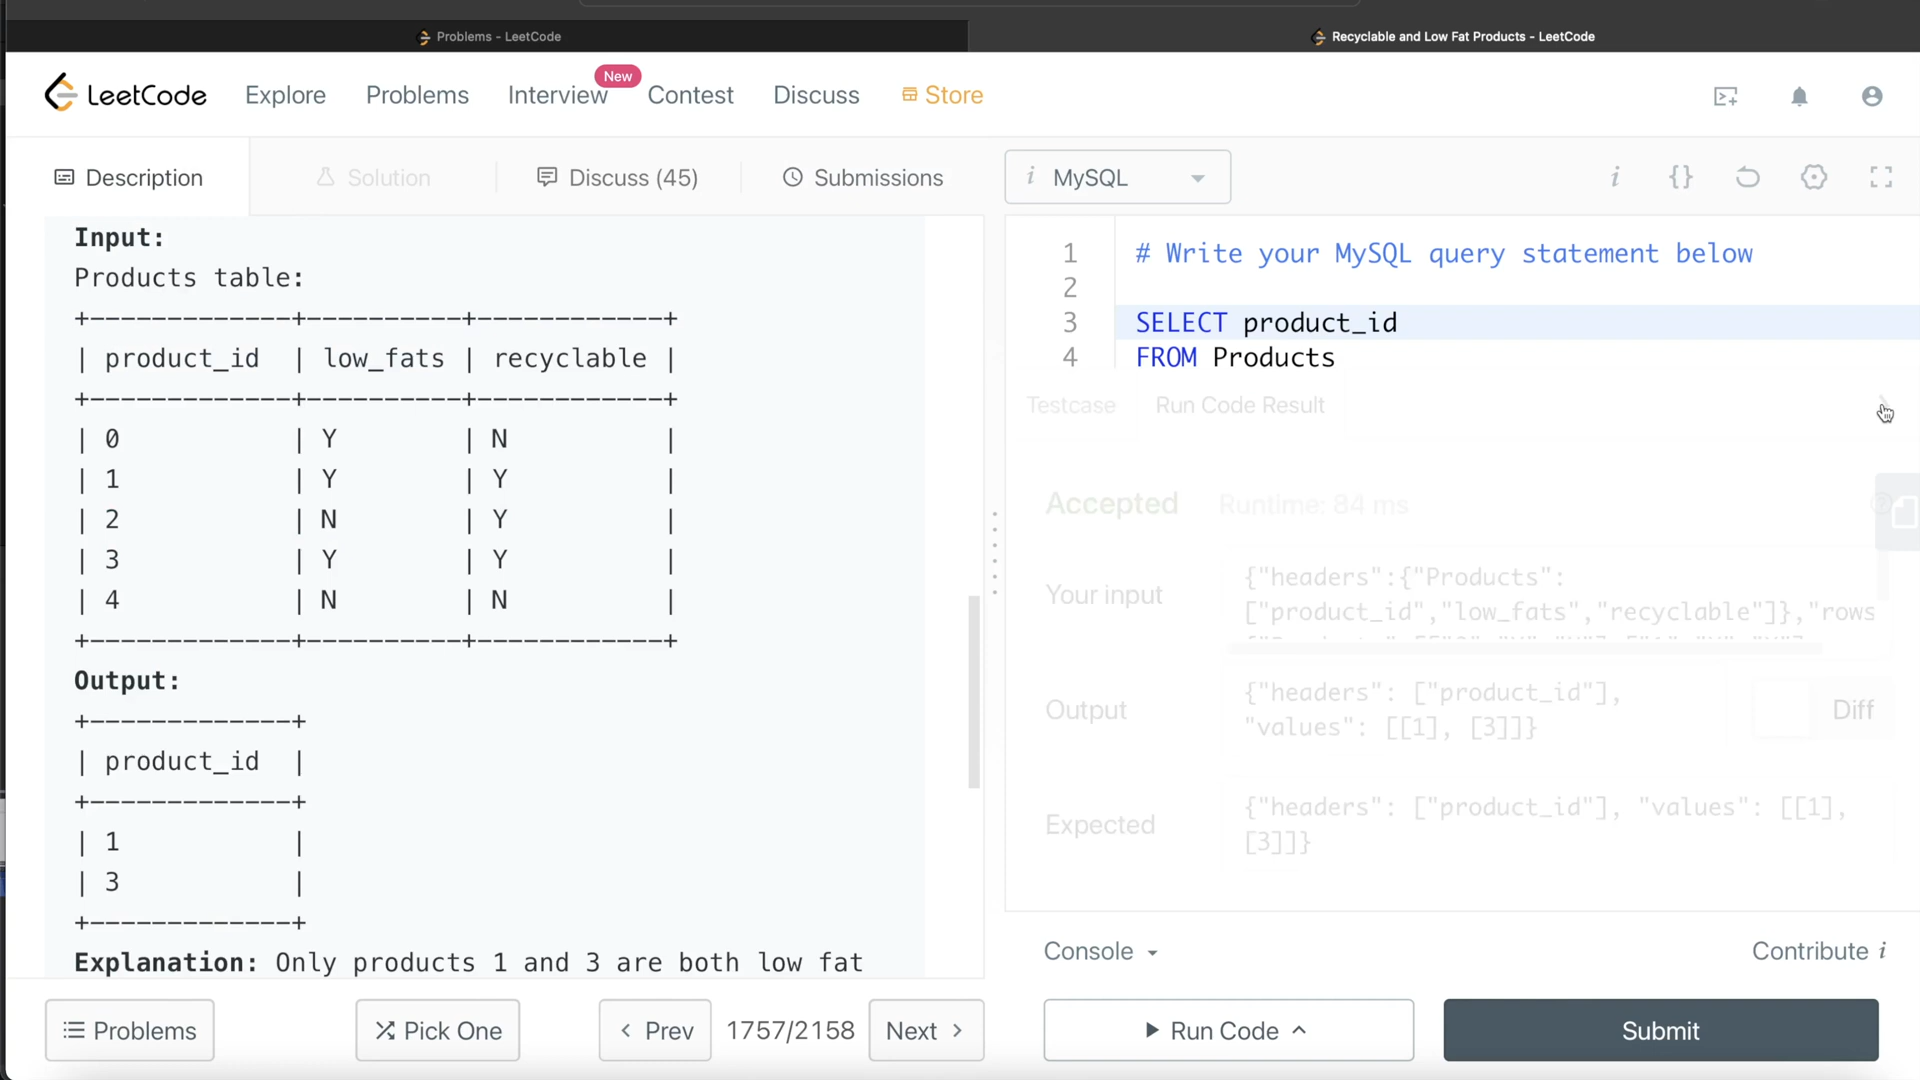 Problems - LeetCode
Recyclable and Low Fat Products - LeetCode
LeetCode
Explore
Problems
Interview
New
Contest
Discuss
Store
Description
Solution
Discuss (45)
Submissions
i MySQL
i {}
Input:
Products table:
+-------------+----------+------------+
| product_id | low_fats | recyclable |
+-------------+----------+------------+
| 0 | Y | N |
| 1 | Y | Y |
| 2 | N | Y |
| 3 | Y | Y |
| 4 | N | N |
+-------------+----------+------------+
Output:
+-------------+
| product_id |
+-------------+
| 1 |
| 3 |
+-------------+
Explanation: Only products 1 and 3 are both low fat
1 # Write your MySQL query statement below
2
3 SELECT product_id
4 FROM Products
Testcase
Run Code Result
Accepted
Runtime: 84 ms
Your input
{"headers":{"Products":
["product_id","low_fats","recyclable"]},"rows
Output
{"headers": ["product_id"],
"values": [[1], [3]]}
Diff
Expected
{"headers": ["product_id"], "values": [[1],
[3]]}
Console
Contribute i
Problems
Pick One
Prev
1757/2158
Next
Run Code
Submit